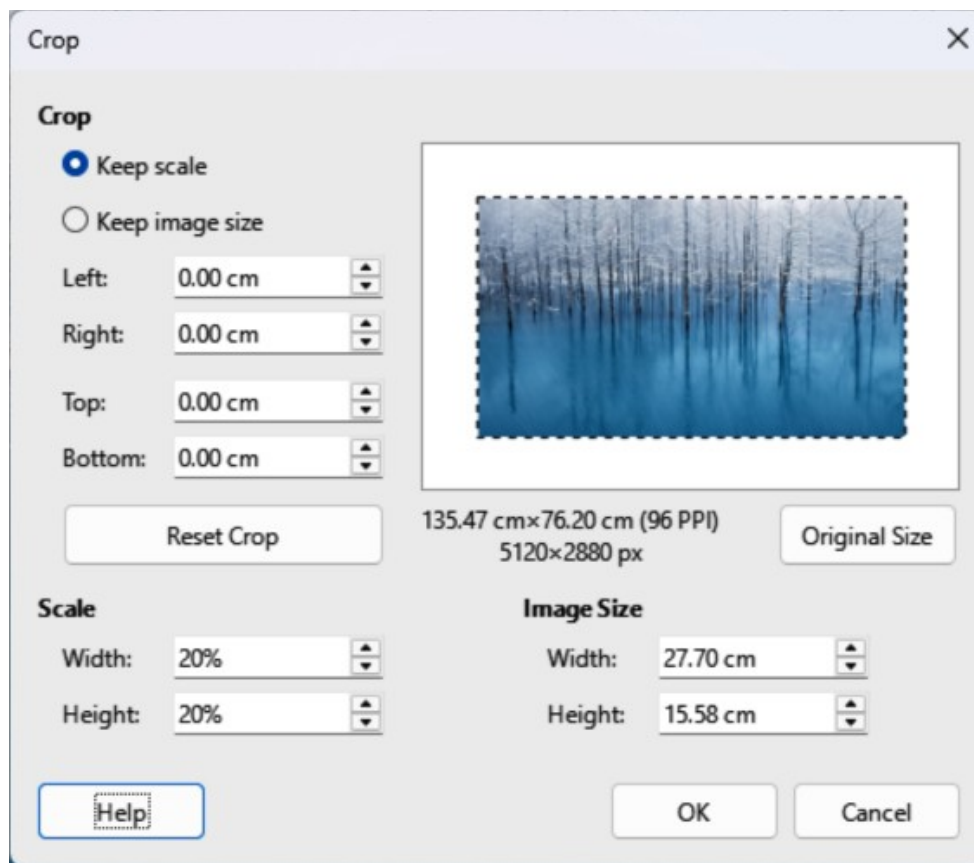 Crop
Crop
Keep scale
Keep image size
Left: 0.00 cm
Right: 0.00 cm
Top: 0.00 cm
Bottom: 0.00 cm
Reset Crop
135.47 cm×76.20 cm (96 PPI)
5120×2880 px
Original Size
Scale
Width: 20%
Height: 20%
Image Size
Width: 27.70 cm
Height: 15.58 cm
Help
OK
Cancel